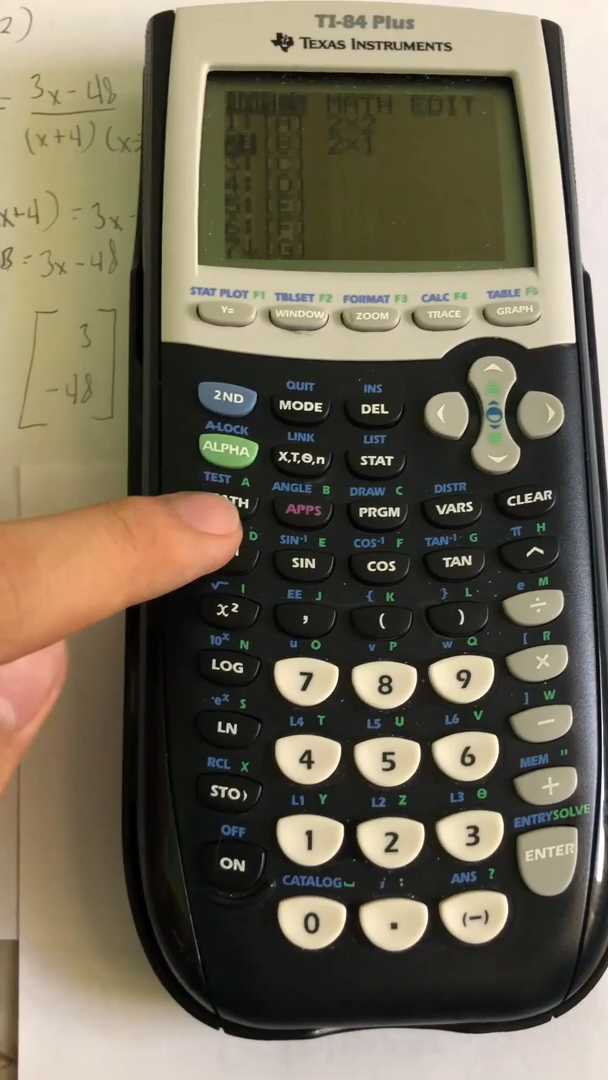 2)
TI-84 Plus
TEXAS INSTRUMENTS
= 3x - 48
(x+4) (x
x+4) = 3x -
B = 3x - 48
3
-48
NAMES MATH EDIT
1: [A] 2×2
2: [B] 2×1
3: [C]
4: [D]
5: [E]
6: [F]
7↓ [G]
STAT PLOT F1 TBLSET F2 FORMAT F3 CALC F4 TABLE F5
Y= WINDOW ZOOM TRACE GRAPH
QUIT INS
2ND MODE DEL
A-LOCK LINK LIST
ALPHA X,T,Θ,n STAT
TEST A ANGLE B DRAW C DISTR
MATH APPS PRGM VARS CLEAR
D SIN⁻¹ E COS⁻¹ F TAN⁻¹ G π H
SIN COS TAN ^
√ I EE J { K } L e M
x² , ( ) ÷
10ˣ N u O v P w Q [ R
LOG 7 8 9 ×
eˣ S L4 T L5 U L6 V ] W
LN 4 5 6 −
RCL X L1 Y L2 Z L3 θ MEM "
STO› 1 2 3 +
OFF CATALOG i : ANS ? ENTRY SOLVE
ON 0 . (-) ENTER